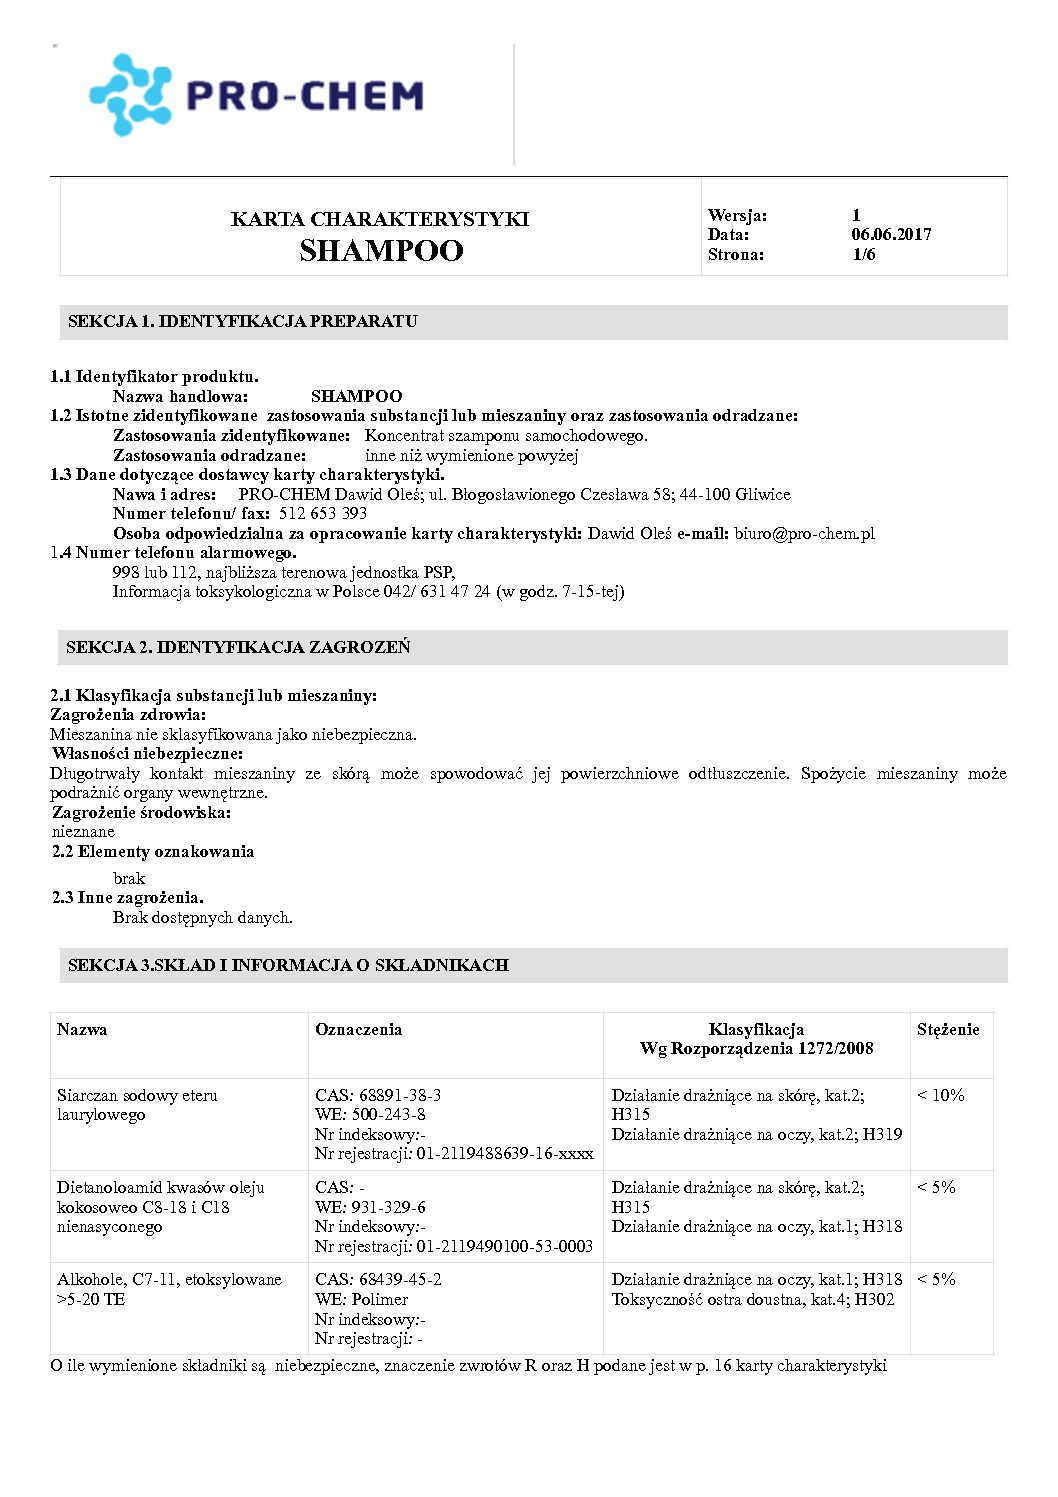 PRO-CHEM
KARTA CHARAKTERYSTYKI
SHAMPOO
Wersja: 1
Data: 06.06.2017
Strona: 1/6
SEKCJA 1. IDENTYFIKACJA PREPARATU
1.1 Identyfikator produktu.
Nazwa handlowa: SHAMPOO
1.2 Istotne zidentyfikowane zastosowania substancji lub mieszaniny oraz zastosowania odradzane:
Zastosowania zidentyfikowane: Koncentrat szamponu samochodowego.
Zastosowania odradzane: inne niż wymienione powyżej
1.3 Dane dotyczące dostawcy karty charakterystyki.
Nawa i adres: PRO-CHEM Dawid Oleś; ul. Błogosławionego Czesława 58; 44-100 Gliwice
Numer telefonu/ fax: 512 653 393
Osoba odpowiedzialna za opracowanie karty charakterystyki: Dawid Oleś e-mail: biuro@pro-chem.pl
1.4 Numer telefonu alarmowego.
998 lub 112, najbliższa terenowa jednostka PSP,
Informacja toksykologiczna w Polsce 042/ 631 47 24 (w godz. 7-15-tej)
SEKCJA 2. IDENTYFIKACJA ZAGROZEŃ
2.1 Klasyfikacja substancji lub mieszaniny:
Zagrożenia zdrowia:
Mieszanina nie sklasyfikowana jako niebezpieczna.
Własności niebezpieczne:
Długotrwały kontakt mieszaniny ze skórą może spowodować jej powierzchniowe odtłuszczenie. Spożycie mieszaniny może
podrażnić organy wewnętrzne.
Zagrożenie środowiska:
nieznane
2.2 Elementy oznakowania
brak
2.3 Inne zagrożenia.
Brak dostępnych danych.
SEKCJA 3.SKŁAD I INFORMACJA O SKŁADNIKACH
Nazwa Oznaczenia Klasyfikacja Stężenie
Wg Rozporządzenia 1272/2008
Siarczan sodowy eteru CAS: 68891-38-3 Działanie drażniące na skórę, kat.2; < 10%
laurylowego WE: 500-243-8 H315
Nr indeksowy:- Działanie drażniące na oczy, kat.2; H319
Nr rejestracji: 01-2119488639-16-xxxx
Dietanoloamid kwasów oleju CAS: - Działanie drażniące na skórę, kat.2; < 5%
kokosoweo C8-18 i C18 WE: 931-329-6 H315
nienasyconego Nr indeksowy:- Działanie drażniące na oczy, kat.1; H318
Nr rejestracji: 01-2119490100-53-0003
Alkohole, C7-11, etoksylowane CAS: 68439-45-2 Działanie drażniące na oczy, kat.1; H318 < 5%
>5-20 TE WE: Polimer Toksyczność ostra doustna, kat.4; H302
Nr indeksowy:-
Nr rejestracji: -
O ile wymienione składniki są niebezpieczne, znaczenie zwrotów R oraz H podane jest w p. 16 karty charakterystyki